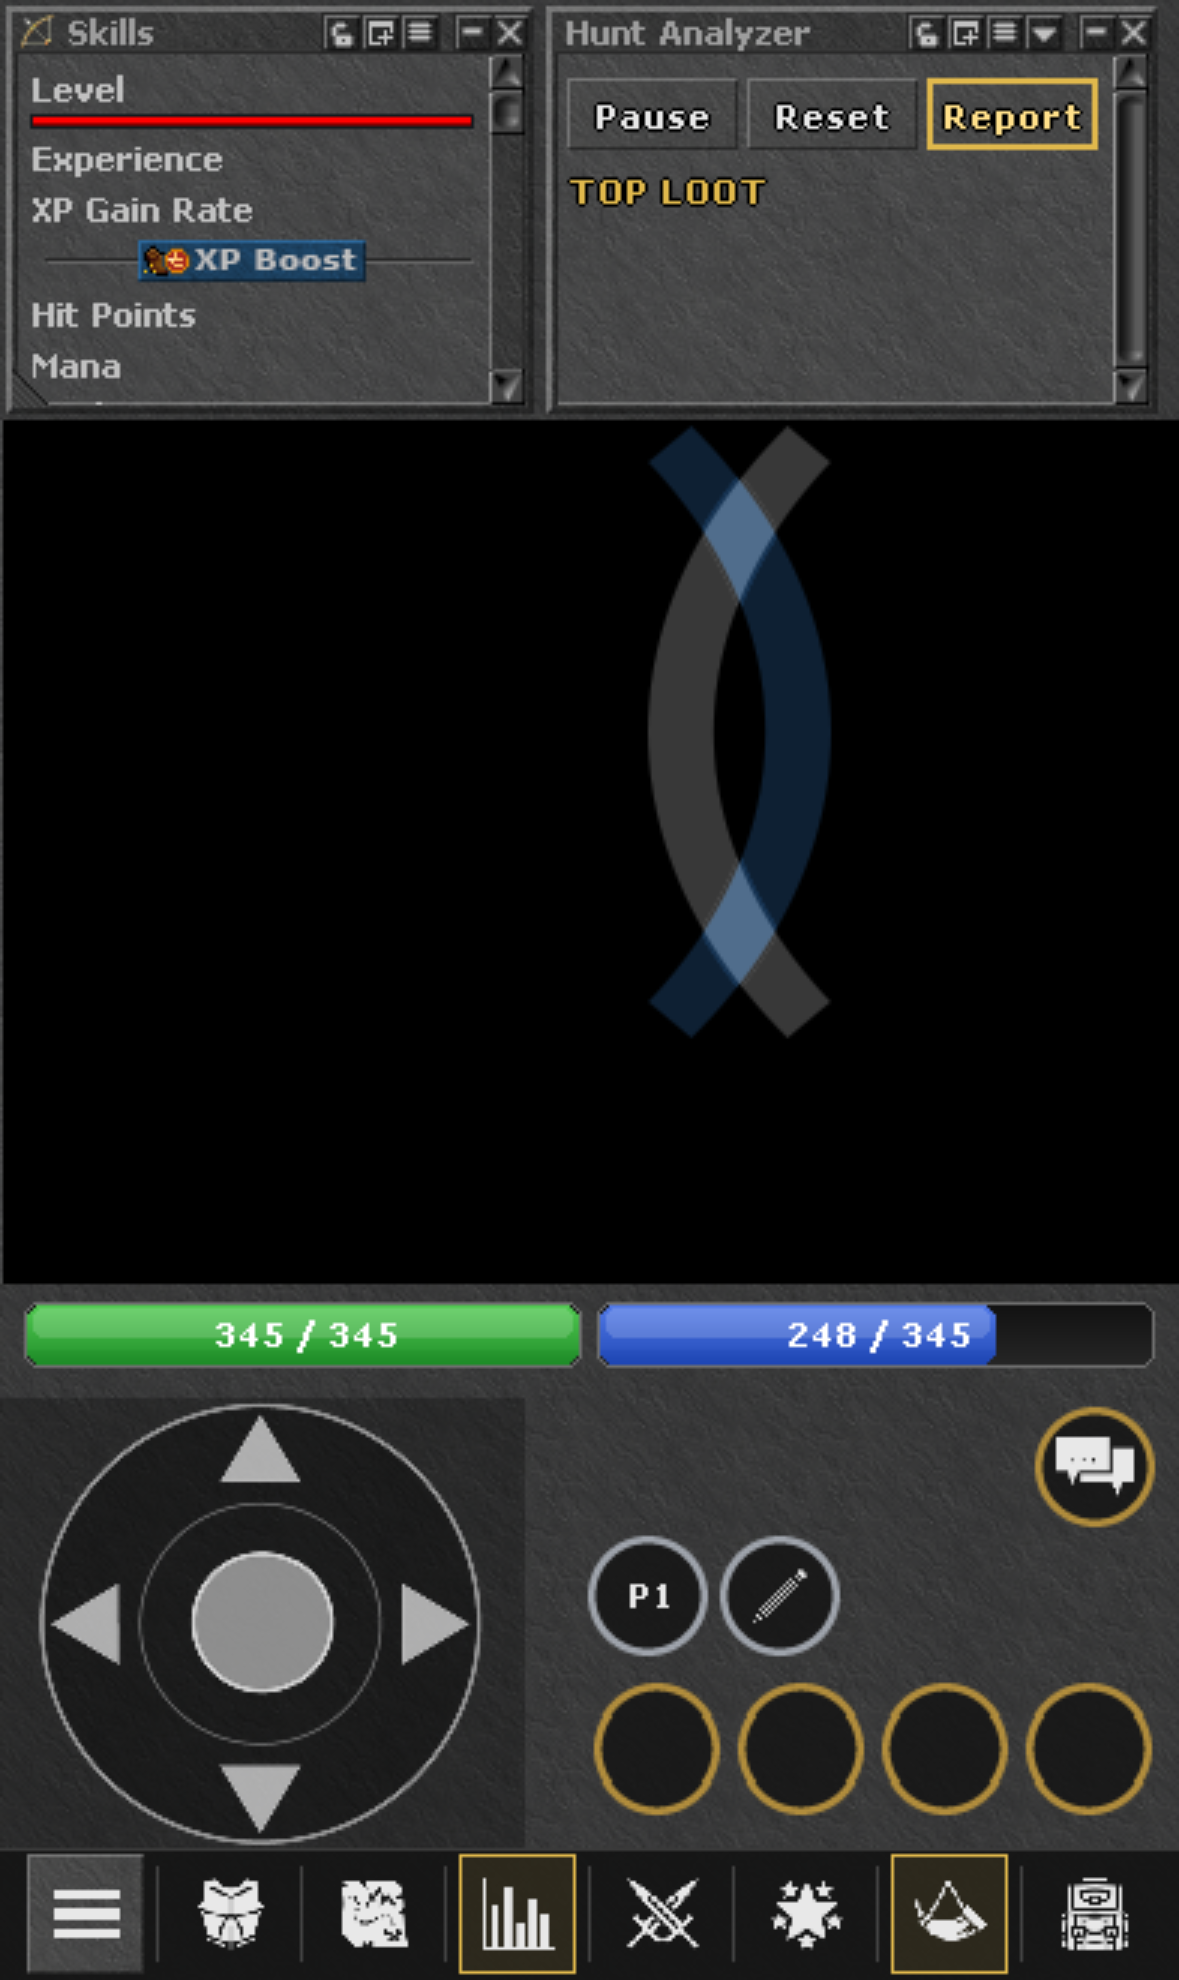 Skills
Level
Experience
XP Gain Rate
XP Boost
Hit Points
Mana
Hunt Analyzer
Pause Reset Report
TOP LOOT
345 / 345
248 / 345
P1